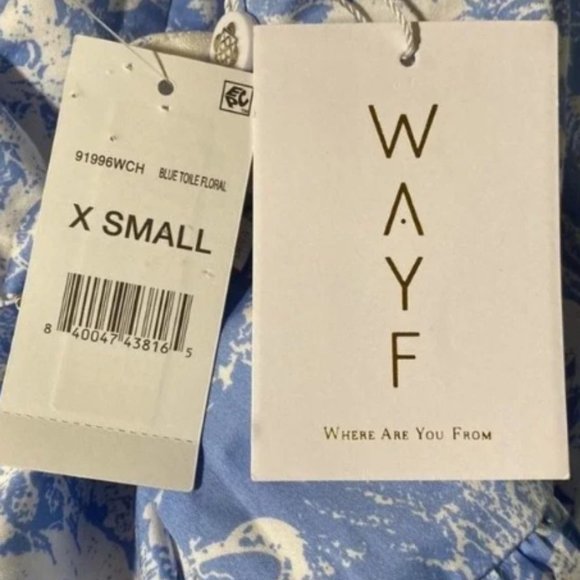 91996WCH BLUE TOILE FLORAL
X SMALL
8 40047 43816 5
W
A
Y
F
WHERE ARE YOU FROM